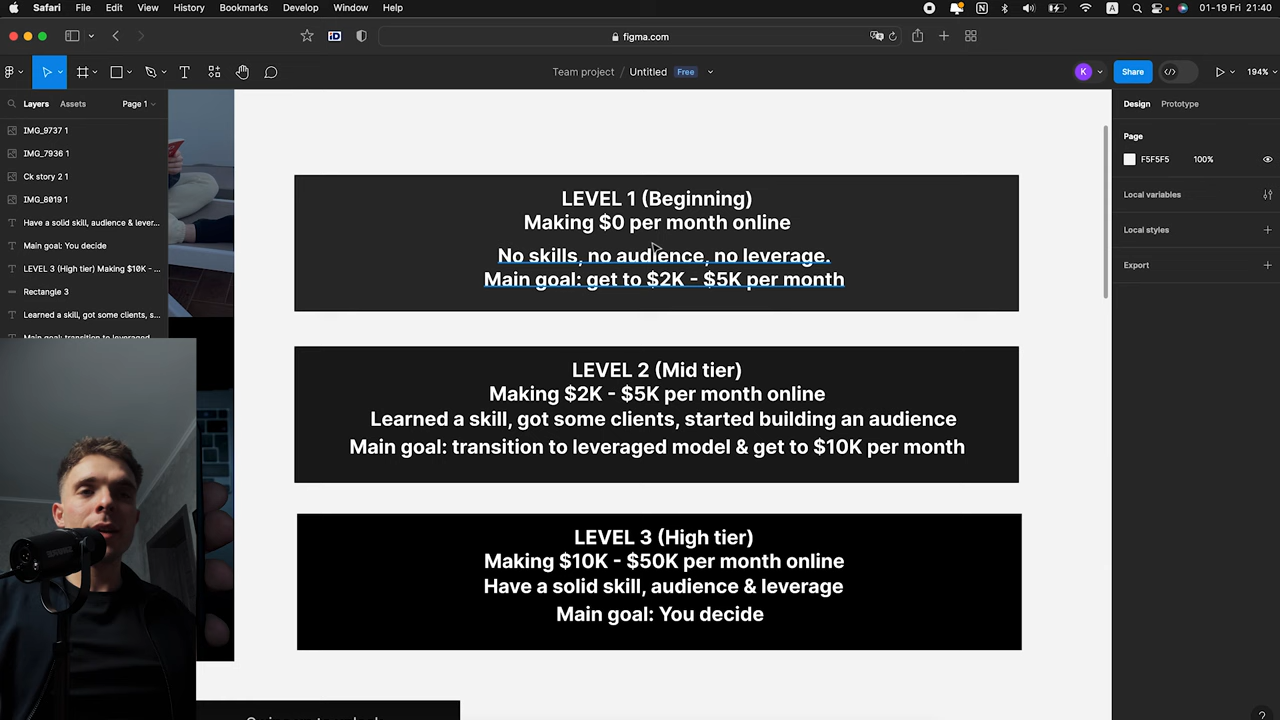 Safari File Edit View History Bookmarks Develop Window Help A 01-19 Fri 21:40
iD figma.com
Team project / Untitled Free K Share 194%
Layers Assets Page 1
Design Prototype
IMG_9737 1
IMG_7936 1
Ck story 2 1
IMG_8019 1
Have a solid skill, audience & lever...
Main goal: You decide
LEVEL 3 (High tier) Making $10K - ...
Rectangle 3
Learned a skill, got some clients, s...
Main goal: transition to leveraged
LEVEL 1 (Beginning)
Making $0 per month online
No skills, no audience, no leverage.
Main goal: get to $2K - $5K per month
LEVEL 2 (Mid tier)
Making $2K - $5K per month online
Learned a skill, got some clients, started building an audience
Main goal: transition to leveraged model & get to $10K per month
LEVEL 3 (High tier)
Making $10K - $50K per month online
Have a solid skill, audience & leverage
Main goal: You decide
Page
F5F5F5 100%
Local variables
Local styles
Export
?